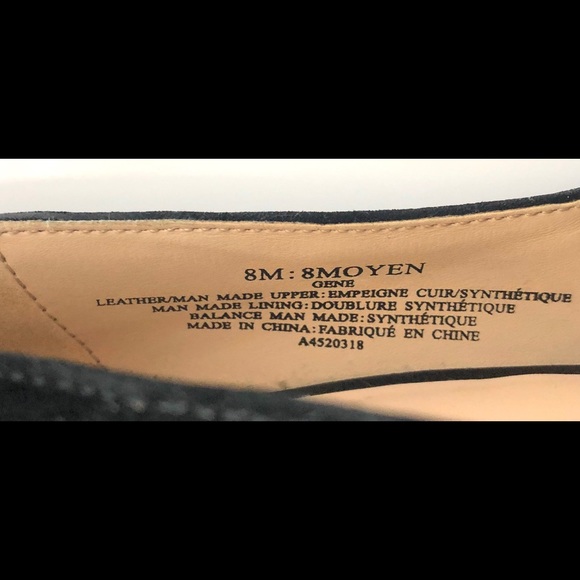 8M : 8MOYEN
GENE
LEATHER/MAN MADE UPPER: EMPEIGNE CUIR/SYNTHÉTIQUE
MAN MADE LINING: DOUBLURE SYNTHÉTIQUE
BALANCE MAN MADE: SYNTHÉTIQUE
MADE IN CHINA: FABRIQUÉ EN CHINE
A4520318